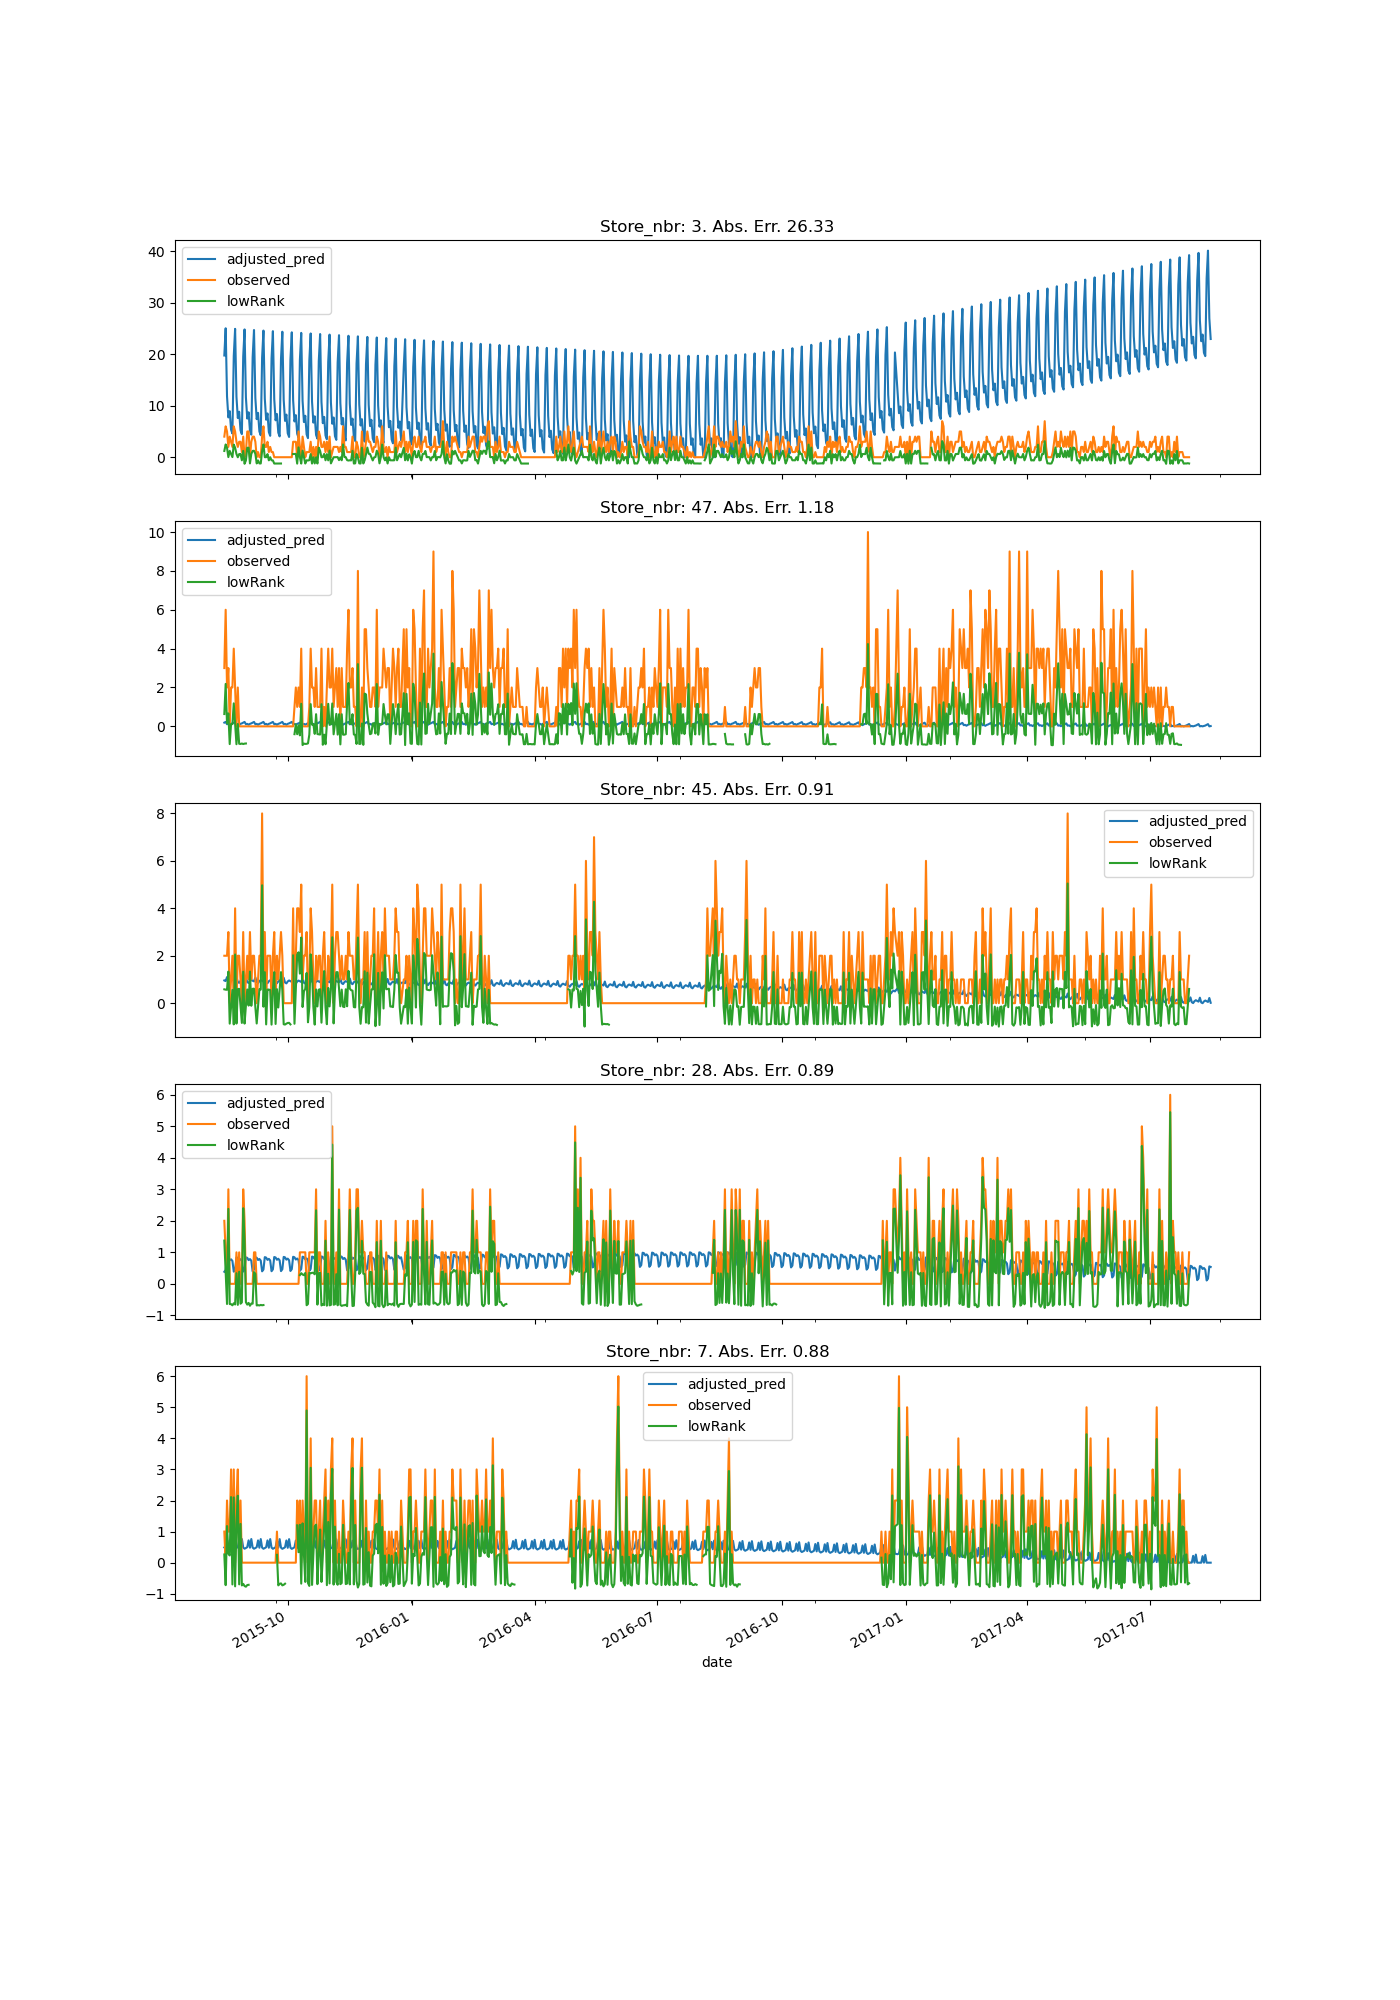 Store_nbr: 3. Abs. Err. 26.33
adjusted_pred
observed
lowRank
40
30
20
10
0
Store_nbr: 47. Abs. Err. 1.18
adjusted_pred
observed
lowRank
10
8
6
4
2
0
Store_nbr: 45. Abs. Err. 0.91
adjusted_pred
observed
lowRank
8
6
4
2
0
Store_nbr: 28. Abs. Err. 0.89
adjusted_pred
observed
lowRank
6
5
4
3
2
1
0
−1
Store_nbr: 7. Abs. Err. 0.88
adjusted_pred
observed
lowRank
6
5
4
3
2
1
0
−1
2015-10 2016-01 2016-04 2016-07 2016-10 2017-01 2017-04 2017-07
date